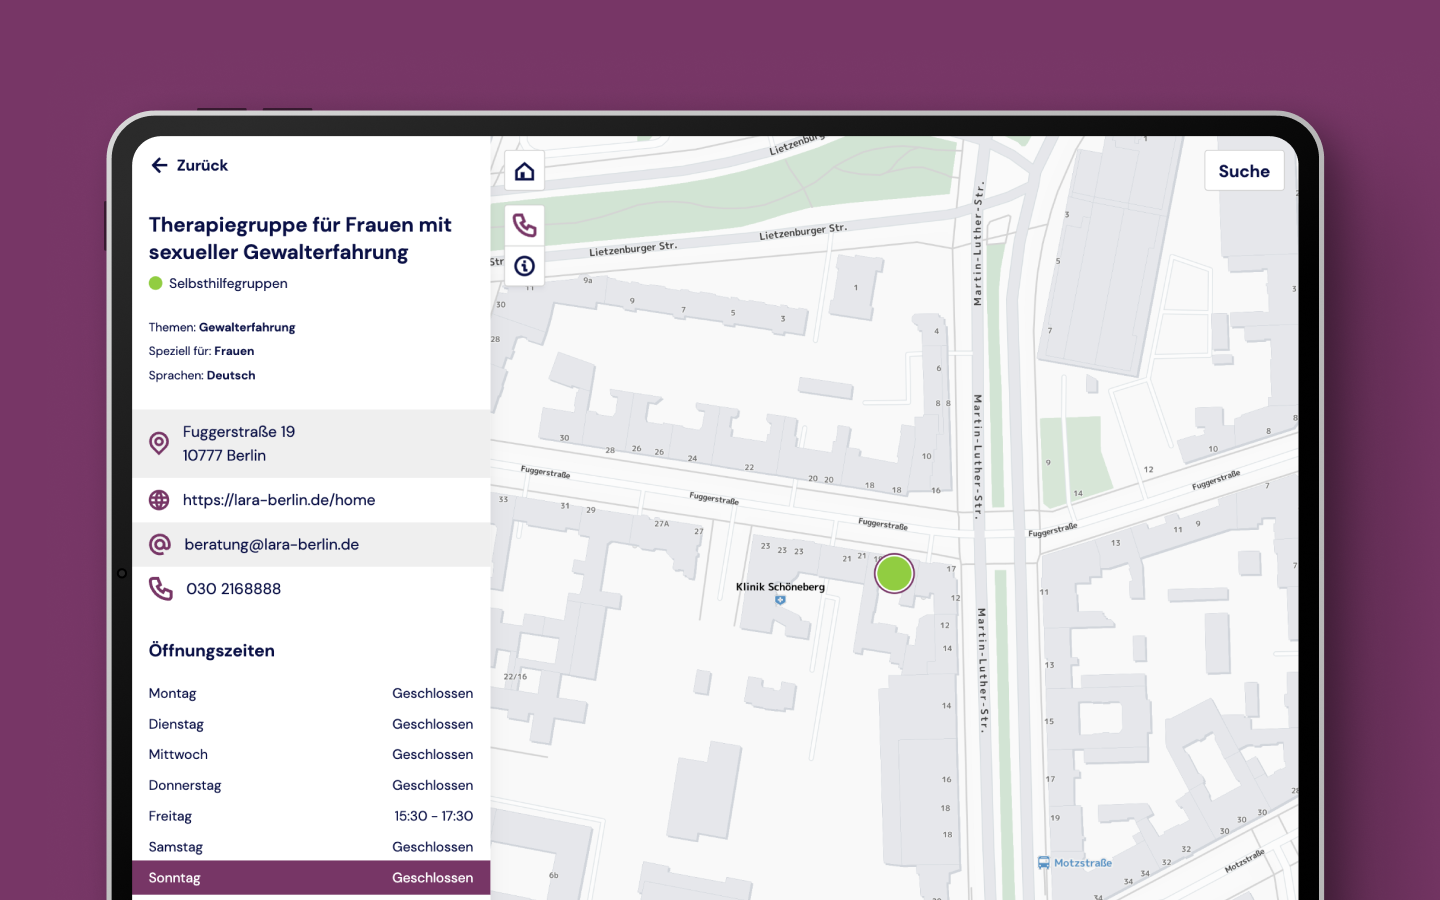 Zurück
Therapiegruppe für Frauen mit
sexueller Gewalterfahrung
Selbsthilfegruppen
Themen: Gewalterfahrung
Speziell für: Frauen
Sprachen: Deutsch
Fuggerstraße 19
10777 Berlin
https://lara-berlin.de/home
beratung@lara-berlin.de
030 2168888
Öffnungszeiten
Montag Geschlossen
Dienstag Geschlossen
Mittwoch Geschlossen
Donnerstag Geschlossen
Freitag 15:30 - 17:30
Samstag Geschlossen
Sonntag Geschlossen
Suche
Lietzenburg
Lietzenburger Str.
Lietzenburger Str.
Str
Martin-Luther-Str.
Martin-Luther-Str.
Martin-Luther-Str.
Fuggerstraße
Fuggerstraße
Fuggerstraße
Fuggerstraße
Fuggerstraße
Klinik Schöneberg
Motzstraße
Motzstraße
9a
11
9
7
5
3
1
30
28
4
6
8 8
10
16
30
28
26
26
24
22
20 20
18
18
33
31
29
27A
27
23 23 23
21 21
17
12
12
14
14
16
18
18
22/16
6b
3
5
7
9
14
12
10
8
8
3
7
9
11
13
11
13
15
17
19
7
28
30
30
30
32
32
34
34
34